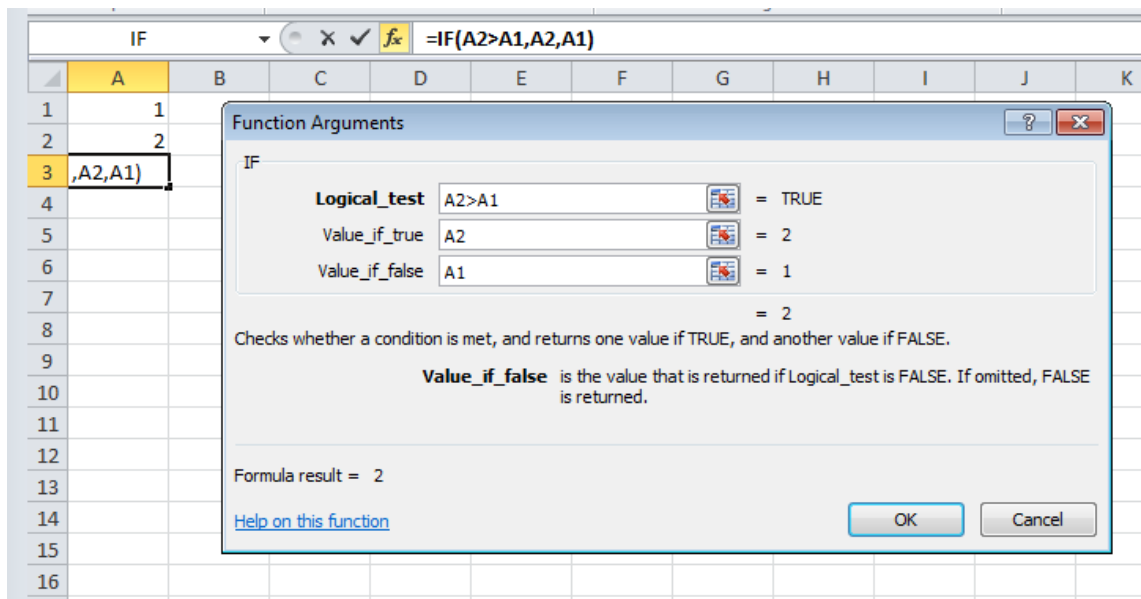 IF fx =IF(A2>A1,A2,A1)
A B C D E F G H I J K
1 1
2 2
3 ,A2,A1)
4
5
6
7
8
9
10
11
12
13
14
15
16
Function Arguments ?
IF
Logical_test A2>A1 = TRUE
Value_if_true A2 = 2
Value_if_false A1 = 1
= 2
Checks whether a condition is met, and returns one value if TRUE, and another value if FALSE.
Value_if_false is the value that is returned if Logical_test is FALSE. If omitted, FALSE
is returned.
Formula result = 2
Help on this function OK Cancel